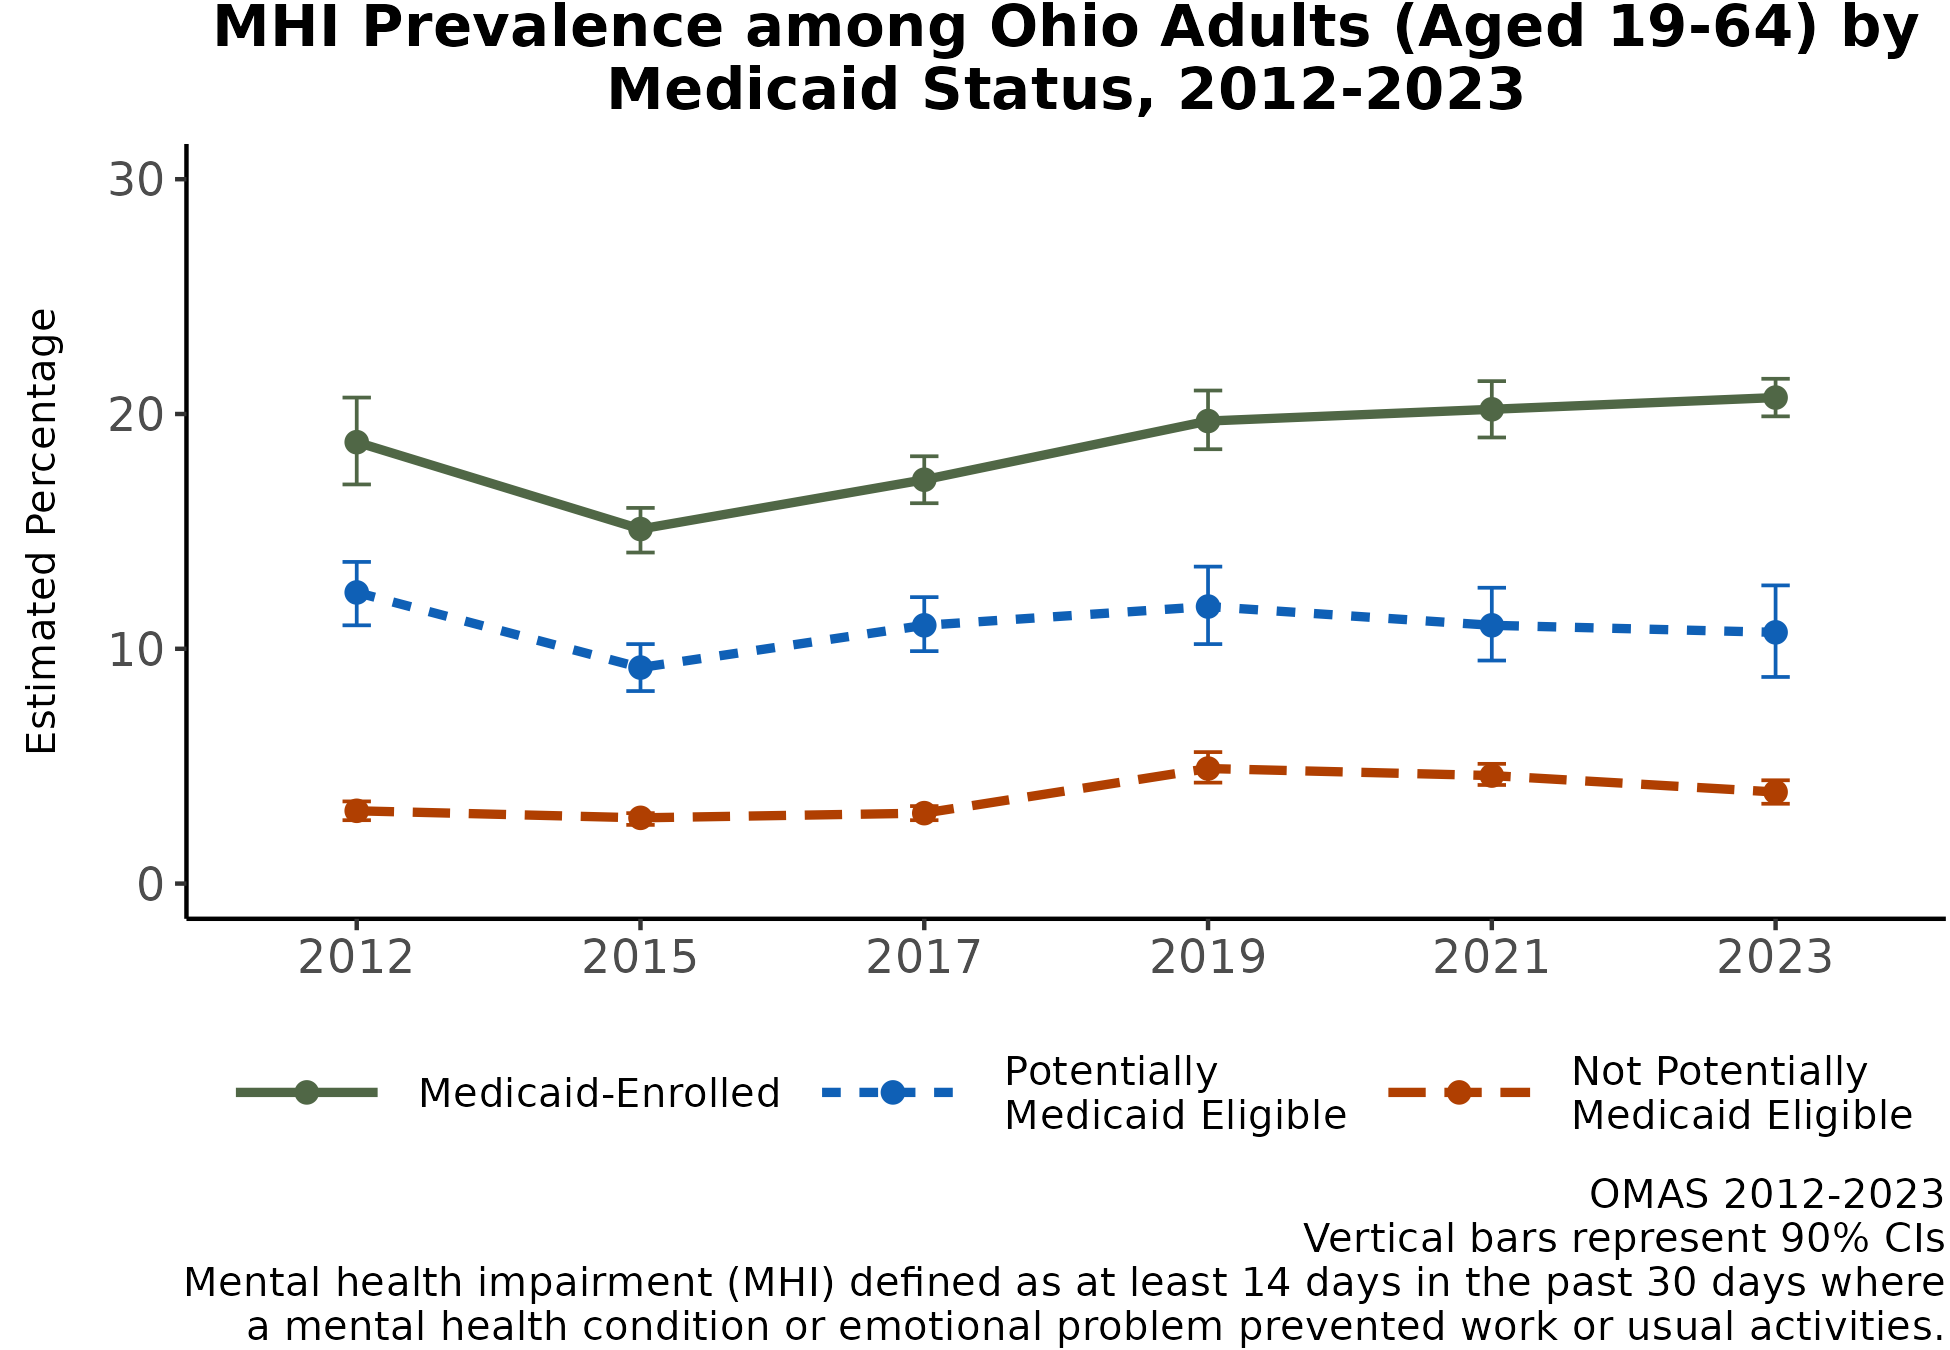 MHI Prevalence among Ohio Adults (Aged 19-64) by
Medicaid Status, 2012-2023
30
20
10
0
Estimated Percentage
2012 2015 2017 2019 2021 2023
Medicaid-Enrolled
Potentially
Medicaid Eligible
Not Potentially
Medicaid Eligible
OMAS 2012-2023
Vertical bars represent 90% CIs
Mental health impairment (MHI) defined as at least 14 days in the past 30 days where
a mental health condition or emotional problem prevented work or usual activities.